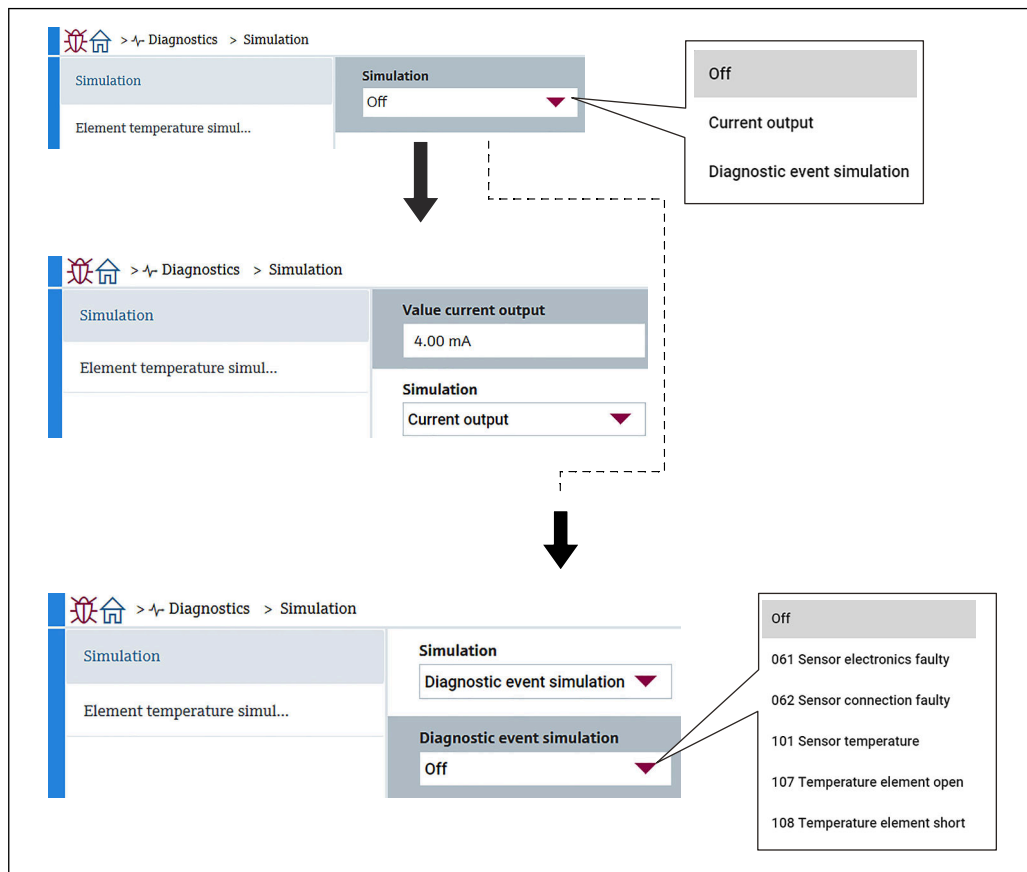 > Diagnostics > Simulation
Simulation
Element temperature simul...
Simulation
Off
Off
Current output
Diagnostic event simulation
> Diagnostics > Simulation
Simulation
Element temperature simul...
Value current output
4.00 mA
Simulation
Current output
> Diagnostics > Simulation
Simulation
Element temperature simul...
Simulation
Diagnostic event simulation
Diagnostic event simulation
Off
Off
061 Sensor electronics faulty
062 Sensor connection faulty
101 Sensor temperature
107 Temperature element open
108 Temperature element short